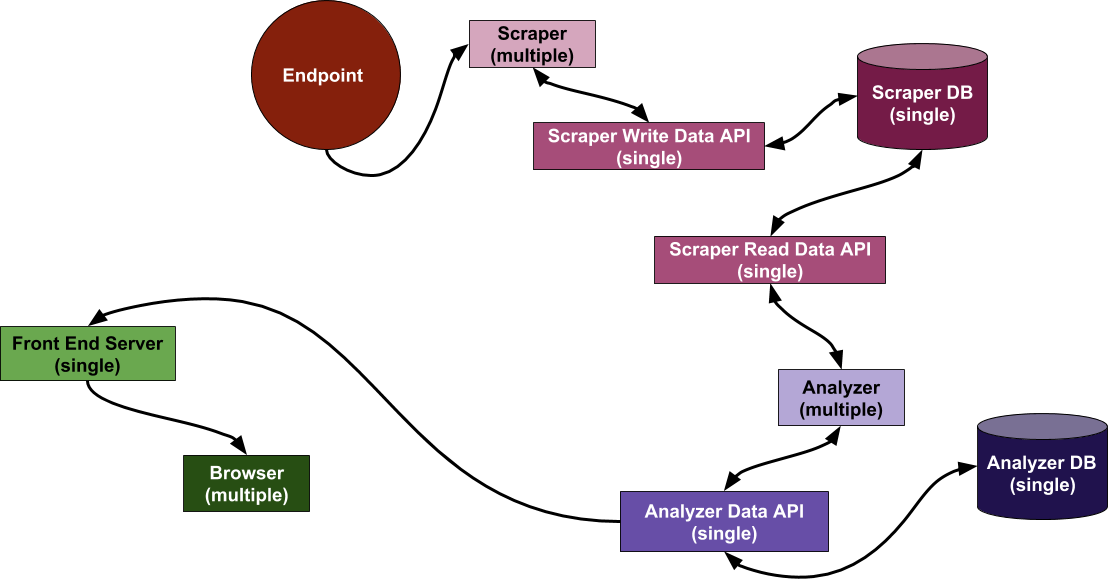 Endpoint
Scraper
(multiple)
Scraper Write Data API
(single)
Scraper DB
(single)
Scraper Read Data API
(single)
Front End Server
(single)
Analyzer
(multiple)
Browser
(multiple)
Analyzer DB
(single)
Analyzer Data API
(single)